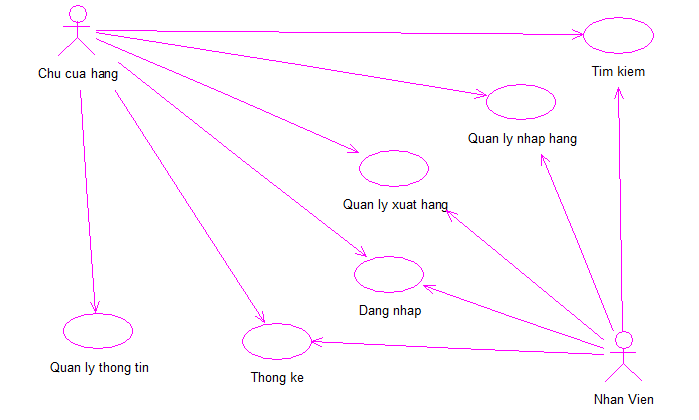 Chu cua hang
Tim kiem
Quan ly nhap hang
Quan ly xuat hang
Dang nhap
Quan ly thong tin
Thong ke
Nhan Vien